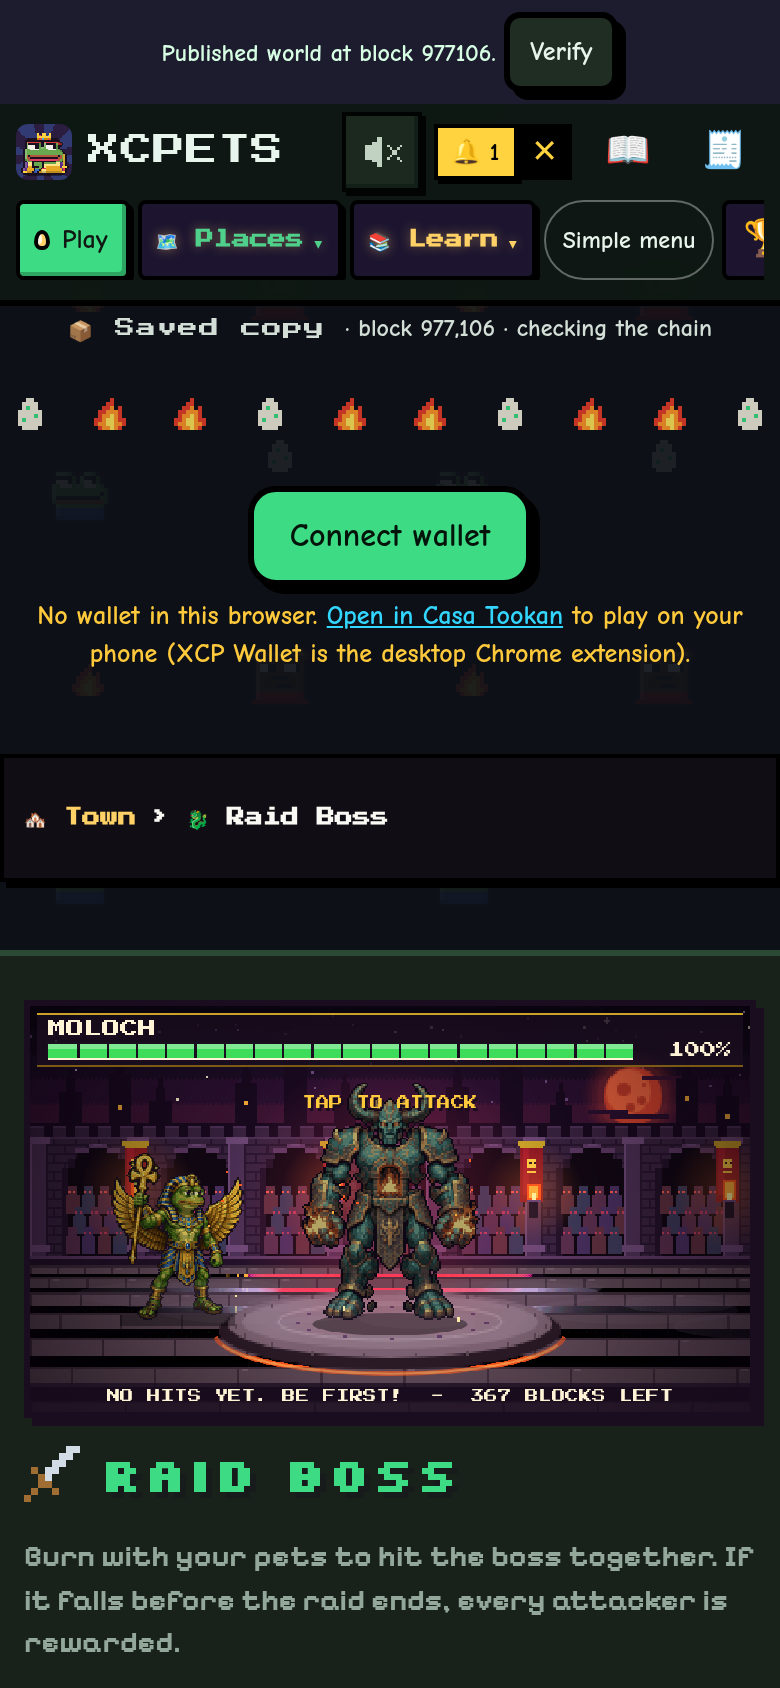 Published world at block 977106. Verify
XCPETS 1 ✕
Play Places ▾ Learn ▾ Simple menu
Saved copy · block 977,106 · checking the chain
Connect wallet
No wallet in this browser. Open in Casa Tookan to play on your
phone (XCP Wallet is the desktop Chrome extension).
Town › Raid Boss
MOLOCH
100%
TAP TO ATTACK
NO HITS YET. BE FIRST! - 367 BLOCKS LEFT
RAID BOSS
Burn with your pets to hit the boss together. If
it falls before the raid ends, every attacker is
rewarded.